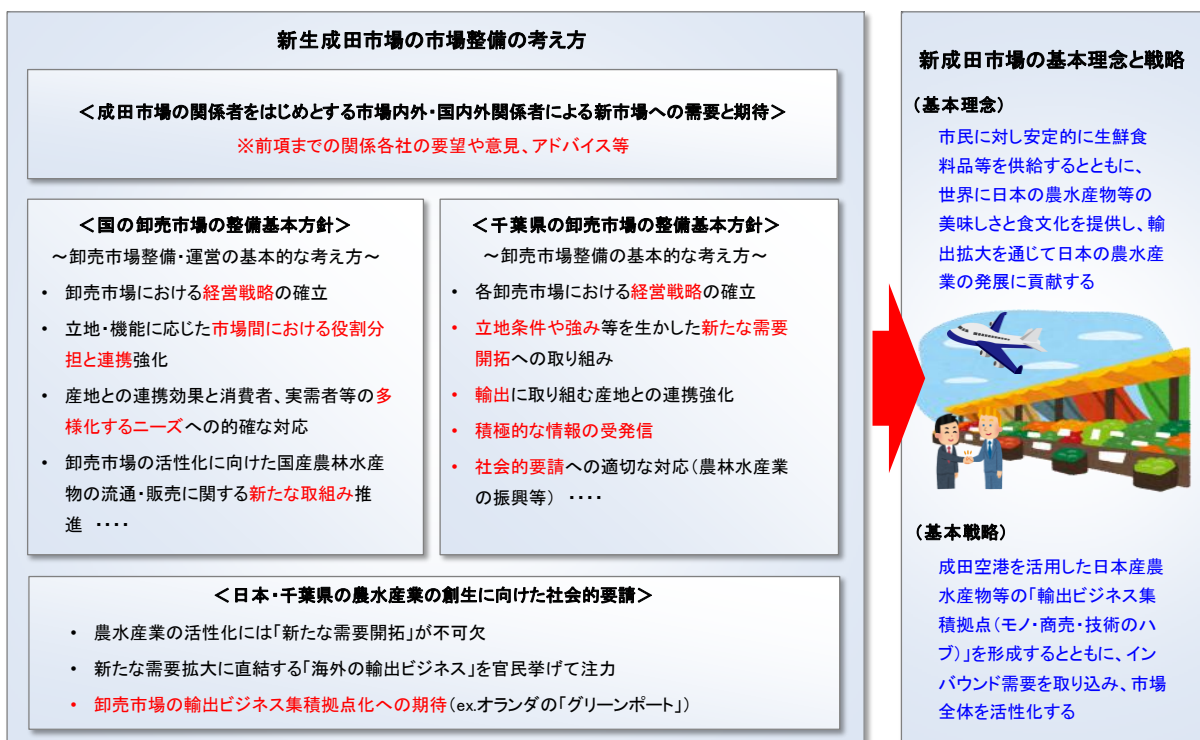 新生成田市場の市場整備の考え方
＜成田市場の関係者をはじめとする市場内外・国内外関係者による新市場への需要と期待＞
※前項までの関係各社の要望や意見、アドバイス等
＜国の卸売市場の整備基本方針＞
～卸売市場整備・運営の基本的な考え方～
• 卸売市場における経営戦略の確立
• 立地・機能に応じた市場間における役割分
担と連携強化
• 産地との連携効果と消費者、実需者等の多
様化するニーズへの的確な対応
• 卸売市場の活性化に向けた国産農林水産
物の流通・販売に関する新たな取組み推
進 ････
＜千葉県の卸売市場の整備基本方針＞
～卸売市場整備の基本的な考え方～
• 各卸売市場における経営戦略の確立
• 立地条件や強み等を生かした新たな需要
開拓への取り組み
• 輸出に取り組む産地との連携強化
• 積極的な情報の受発信
• 社会的要請への適切な対応（農林水産業
の振興等） ････
＜日本・千葉県の農水産業の創生に向けた社会的要請＞
• 農水産業の活性化には「新たな需要開拓」が不可欠
• 新たな需要拡大に直結する「海外の輸出ビジネス」を官民挙げて注力
• 卸売市場の輸出ビジネス集積拠点化への期待（ex.オランダの「グリーンポート」）
新成田市場の基本理念と戦略
（基本理念）
市民に対し安定的に生鮮食
料品等を供給するとともに、
世界に日本の農水産物等の
美味しさと食文化を提供し、輸
出拡大を通じて日本の農水産
業の発展に貢献する
（基本戦略）
成田空港を活用した日本産農
水産物等の「輸出ビジネス集
積拠点（モノ・商売・技術のハ
ブ）」を形成するとともに、イン
バウンド需要を取り込み、市場
全体を活性化する